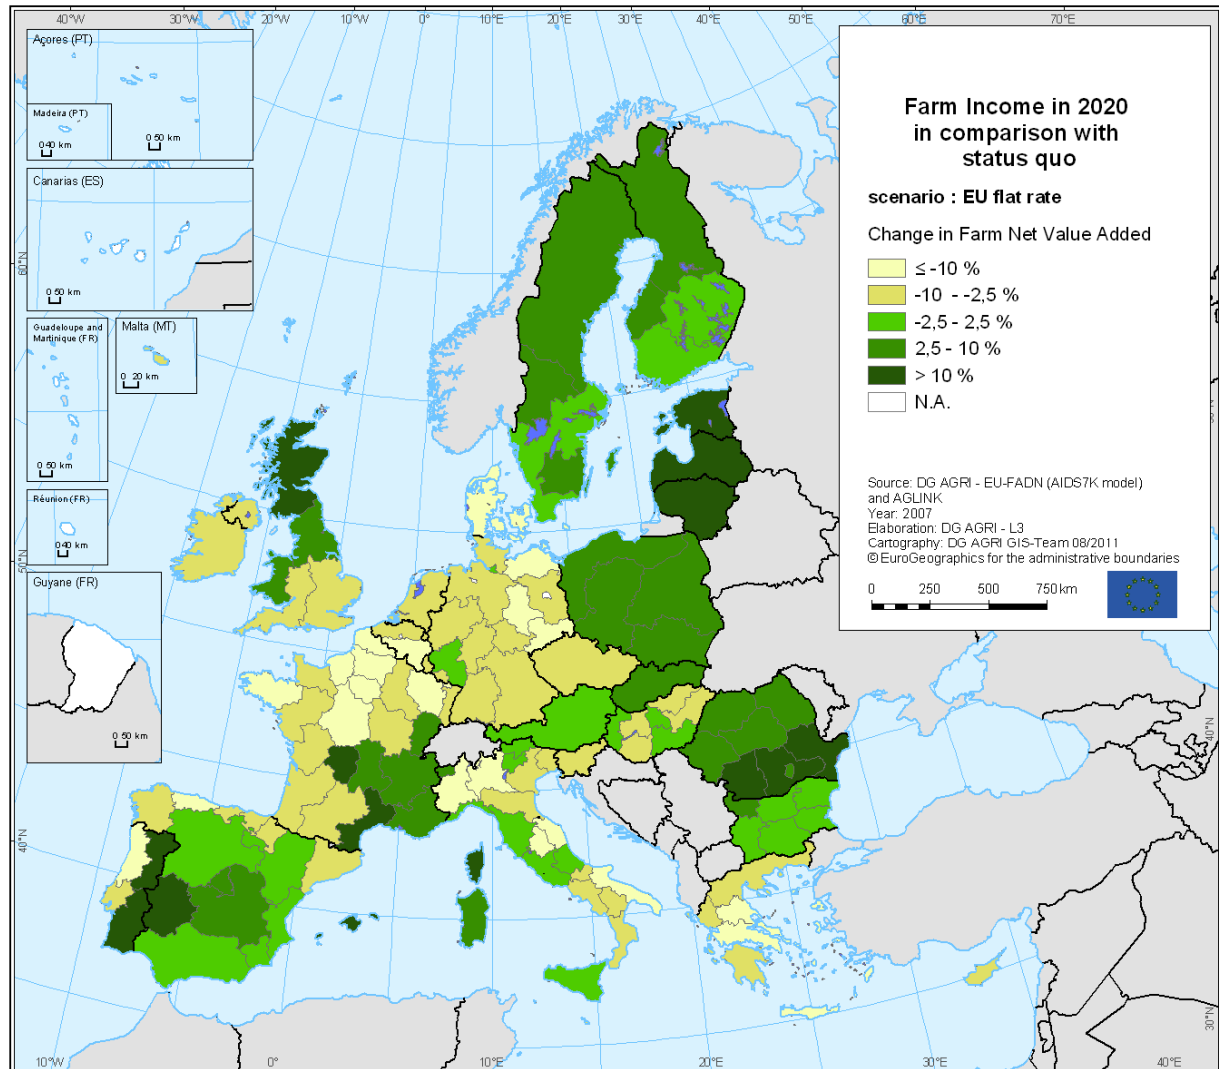 40°W
30°W
20°W
10°W
0°
10°E
20°E
30°E
40°E
50°E
60°E
70°E
Açores (PT)
Madeira (PT)
0 40 km
0 50 km
Canarias (ES)
0 50 km
Guadeloupe and
Martinique (FR)
0 50 km
Malta (MT)
0 20 km
Réunion (FR)
0 40 km
Guyane (FR)
0 50 km
60°N
50°N
40°N
Farm Income in 2020
in comparison with
status quo
scenario : EU flat rate
Change in Farm Net Value Added
≤ -10 %
-10 - -2,5 %
-2,5 - 2,5 %
2,5 - 10 %
> 10 %
N.A.
Source: DG AGRI - EU-FADN (AIDS7K model)
and AGLINK
Year: 2007
Elaboration: DG AGRI - L3
Cartography: DG AGRI GIS-Team 08/2011
© EuroGeographics for the administrative boundaries
0 250 500 750 km
40°N
30°N
10°W
0°
10°E
20°E
30°E
40°E